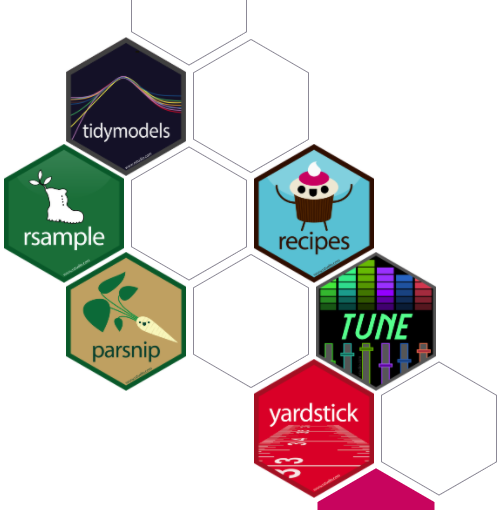 tidymodels
rsample
recipes
parsnip
TUNE
yardstick